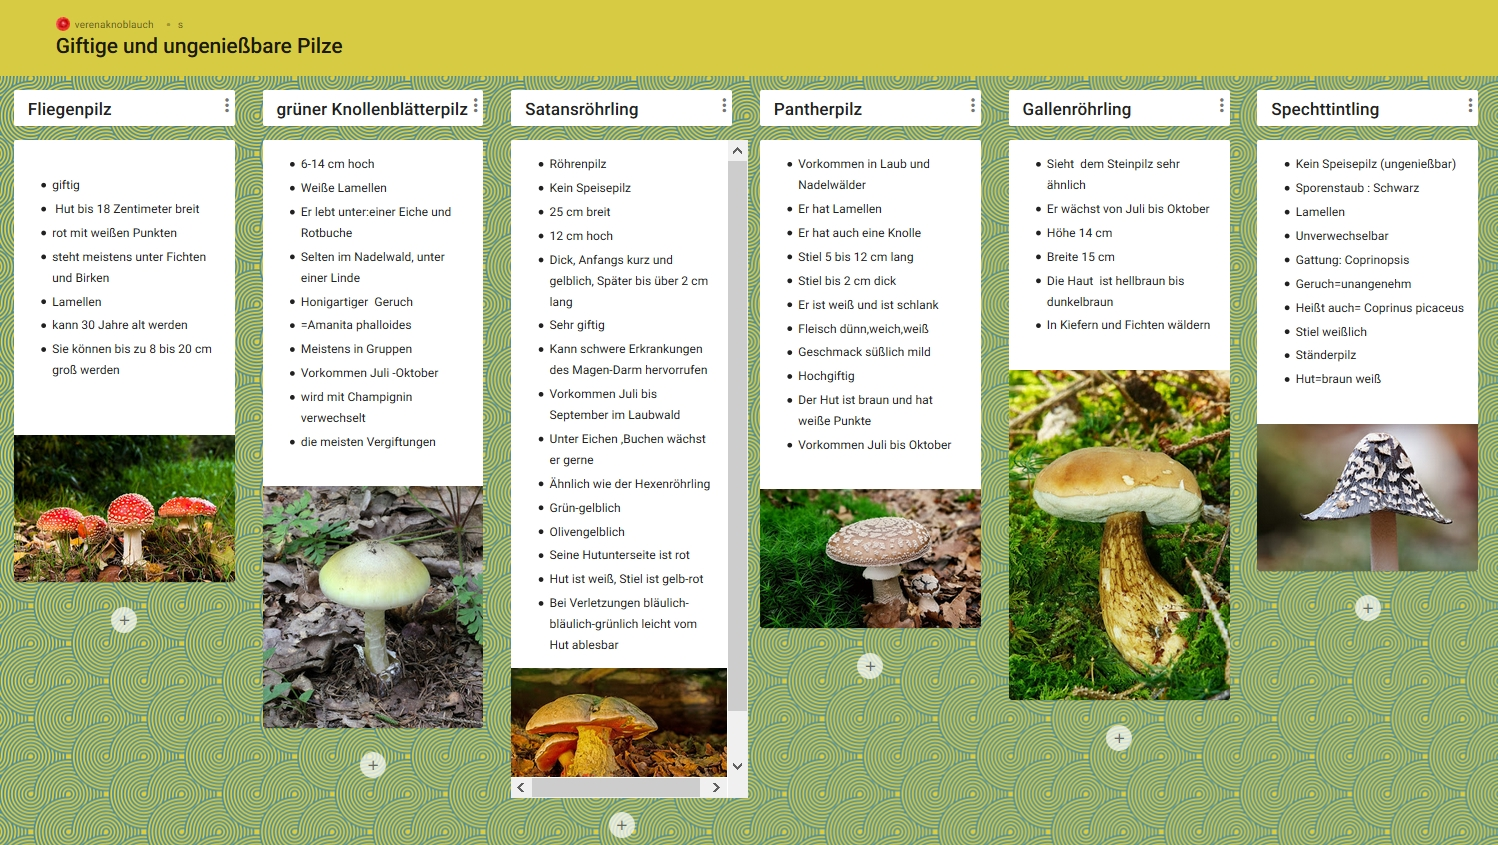 verenaknoblauch • s
Giftige und ungenießbare Pilze
Fliegenpilz
giftig
Hut bis 18 Zentimeter breit
rot mit weißen Punkten
steht meistens unter Fichten
und Birken
Lamellen
kann 30 Jahre alt werden
Sie können bis zu 8 bis 20 cm
groß werden
grüner Knollenblätterpilz
6-14 cm hoch
Weiße Lamellen
Er lebt unter:einer Eiche und
Rotbuche
Selten im Nadelwald, unter
einer Linde
Honigartiger Geruch
=Amanita phalloides
Meistens in Gruppen
Vorkommen Juli -Oktober
wird mit Champignin
verwechselt
die meisten Vergiftungen
Satansröhrling
Röhrenpilz
Kein Speisepilz
25 cm breit
12 cm hoch
Dick, Anfangs kurz und
gelblich, Später bis über 2 cm
lang
Sehr giftig
Kann schwere Erkrankungen
des Magen-Darm hervorrufen
Vorkommen Juli bis
September im Laubwald
Unter Eichen ,Buchen wächst
er gerne
Ähnlich wie der Hexenröhrling
Grün-gelblich
Olivengelblich
Seine Hutunterseite ist rot
Hut ist weiß, Stiel ist gelb-rot
Bei Verletzungen bläulich-
bläulich-grünlich leicht vom
Hut ablesbar
Pantherpilz
Vorkommen in Laub und
Nadelwälder
Er hat Lamellen
Er hat auch eine Knolle
Stiel 5 bis 12 cm lang
Stiel bis 2 cm dick
Er ist weiß und ist schlank
Fleisch dünn,weich,weiß
Geschmack süßlich mild
Hochgiftig
Der Hut ist braun und hat
weiße Punkte
Vorkommen Juli bis Oktober
Gallenröhrling
Sieht dem Steinpilz sehr
ähnlich
Er wächst von Juli bis Oktober
Höhe 14 cm
Breite 15 cm
Die Haut ist hellbraun bis
dunkelbraun
In Kiefern und Fichten wäldern
Spechttintling
Kein Speisepilz (ungenießbar)
Sporenstaub : Schwarz
Lamellen
Unverwechselbar
Gattung: Coprinopsis
Geruch=unangenehm
Heißt auch= Coprinus picaceus
Stiel weißlich
Ständerpilz
Hut=braun weiß